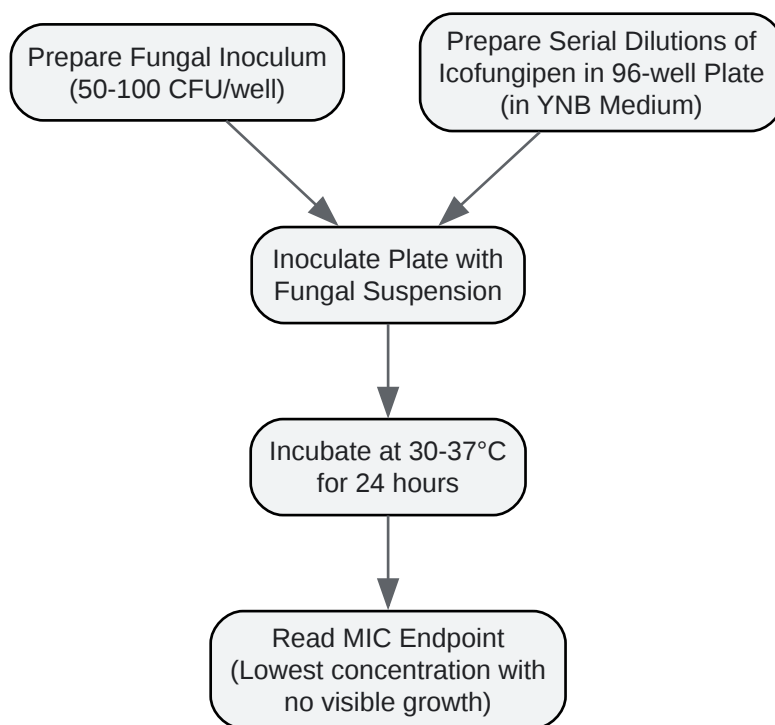 Prepare Fungal Inoculum
(50-100 CFU/well)
Prepare Serial Dilutions of
Icofungipen in 96-well Plate
(in YNB Medium)
Inoculate Plate with
Fungal Suspension
Incubate at 30-37°C
for 24 hours
Read MIC Endpoint
(Lowest concentration with
no visible growth)